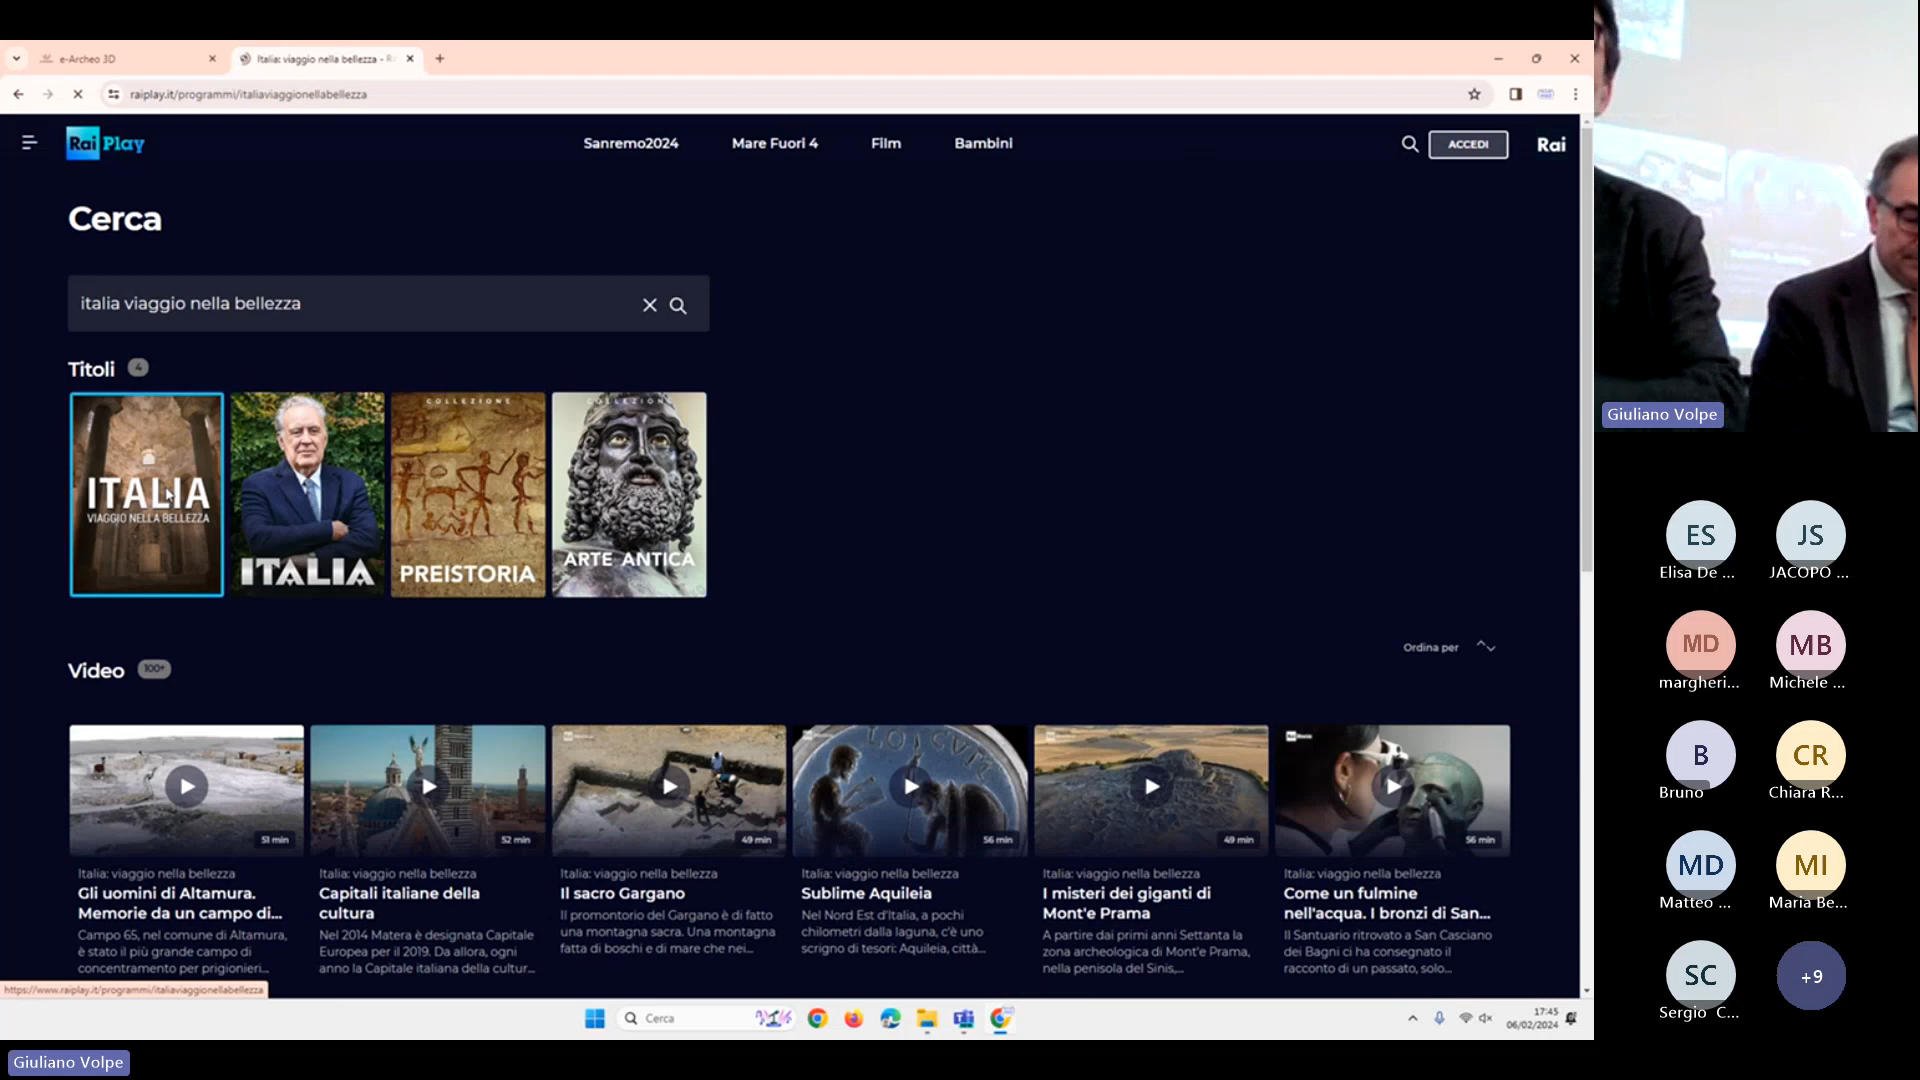 e-Archeo 3D
Italia: viaggio nella bellezza - R
raiplay.it/programmi/italiaviaggionellabellezza
Rai Play
Sanremo2024
Mare Fuori 4
Film
Bambini
ACCEDI
Rai
Cerca
italia viaggio nella bellezza
Titoli 4
ITALIA
VIAGGIO NELLA BELLEZZA
ITALIA
COLLEZIONE
PREISTORIA
COLLEZIONE
ARTE ANTICA
Ordina per
Video 100+
51 min
52 min
49 min
56 min
49 min
56 min
Italia: viaggio nella bellezza
Gli uomini di Altamura.
Memorie da un campo di...
Campo 65, nel comune di Altamura,
è stato il più grande campo di
concentramento per prigionieri...
Italia: viaggio nella bellezza
Capitali italiane della
cultura
Nel 2014 Matera è designata Capitale
Europea per il 2019. Da allora, ogni
anno la Capitale italiana della cultur...
Italia: viaggio nella bellezza
Il sacro Gargano
Il promontorio del Gargano è di fatto
una montagna sacra. Una montagna
fatta di boschi e di mare che nei...
Italia: viaggio nella bellezza
Sublime Aquileia
Nel Nord Est d'Italia, a pochi
chilometri dalla laguna, c'è uno
scrigno di tesori: Aquileia, città...
Italia: viaggio nella bellezza
I misteri dei giganti di
Mont'e Prama
A partire dai primi anni Settanta la
zona archeologica di Mont'e Prama,
nella penisola del Sinis,...
Italia: viaggio nella bellezza
Come un fulmine
nell'acqua. I bronzi di San...
Il Santuario ritrovato a San Casciano
dei Bagni ci ha consegnato il
racconto di un passato, solo...
https://www.raiplay.it/programmi/italiaviaggionellabellezza
Cerca
17:45
06/02/2024
Giuliano Volpe
Giuliano Volpe
ES
Elisa De ...
JS
JACOPO ...
MD
margheri...
MB
Michele ...
B
Bruno
CR
Chiara R...
MD
Matteo ...
MI
Maria Be...
SC
Sergio C...
+9